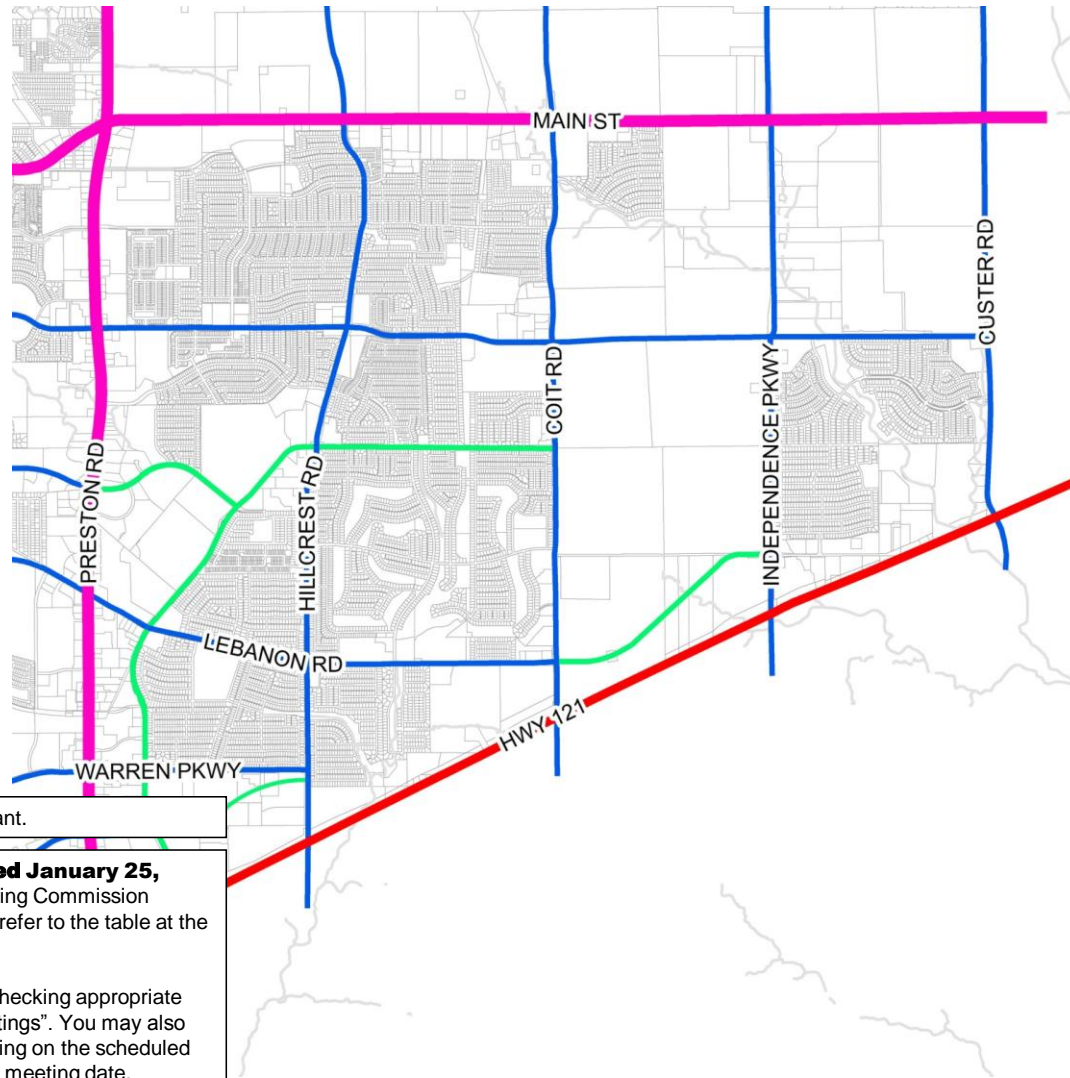 MAIN ST
CUSTER RD
COIT RD
INDEPENDENCE PKWY
PRESTON RD
HILLCREST RD
LEBANON RD
HWY 121
WARREN PKWY
ant.
ed January 25,
ing Commission
refer to the table at the
hecking appropriate
tings”. You may also
ing on the scheduled
meeting date.